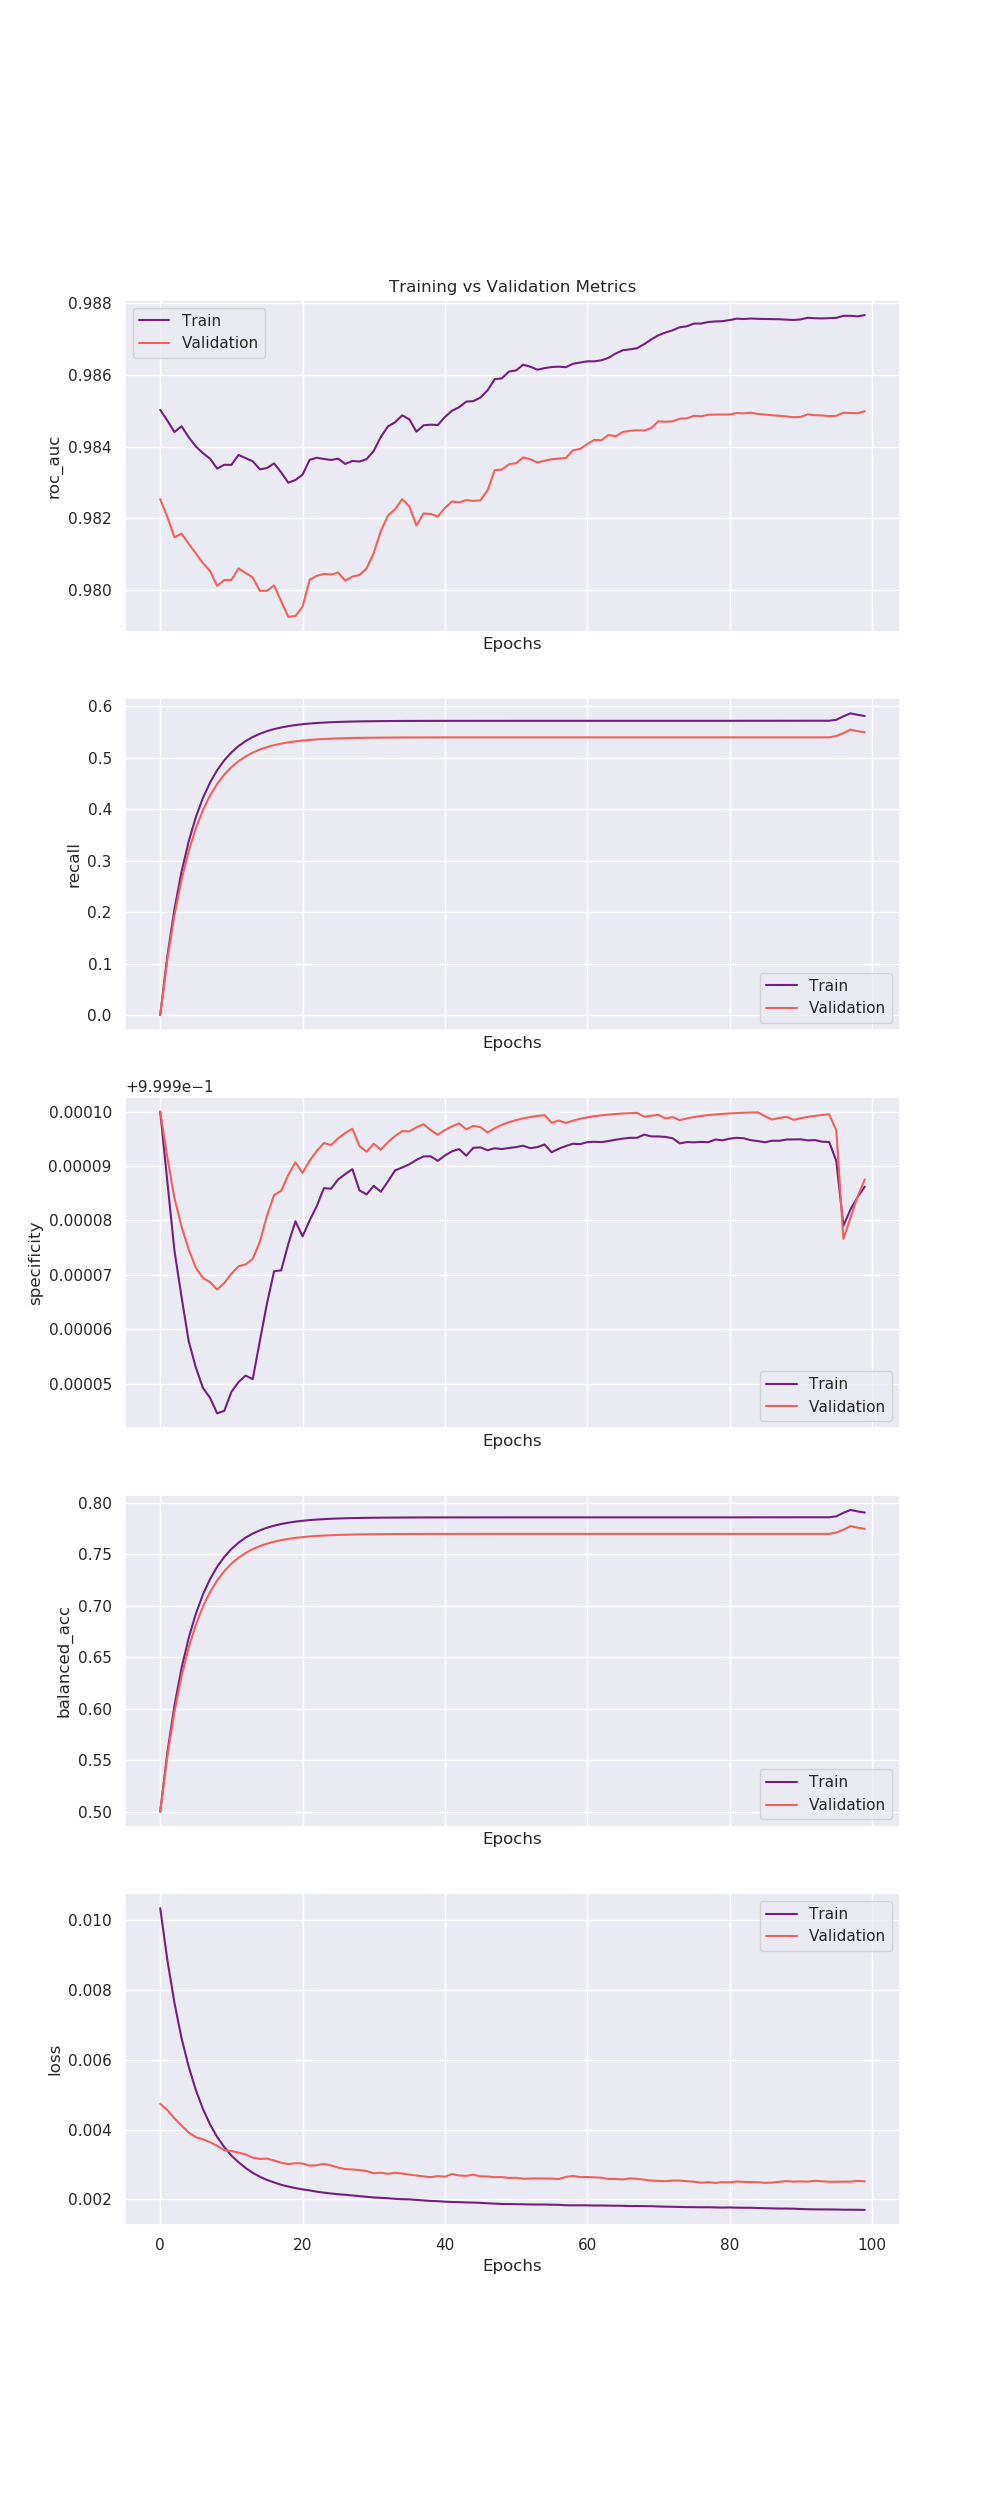 Training vs Validation Metrics
0.988
0.986
0.984
0.982
0.980
roc_auc
Train
Validation
Epochs
0.6
0.5
0.4
0.3
0.2
0.1
0.0
recall
Train
Validation
Epochs
+9.999e−1
0.00010
0.00009
0.00008
0.00007
0.00006
0.00005
specificity
Train
Validation
Epochs
0.80
0.75
0.70
0.65
0.60
0.55
0.50
balanced_acc
Train
Validation
Epochs
0.010
0.008
0.006
0.004
0.002
loss
Train
Validation
0 20 40 60 80 100
Epochs